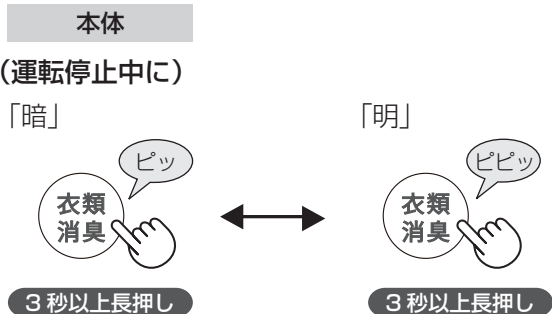 本体
(運転停止中に)
「暗」
「明」
ピッ
ピピッ
衣類
消臭
衣類
消臭
3秒以上長押し
3秒以上長押し